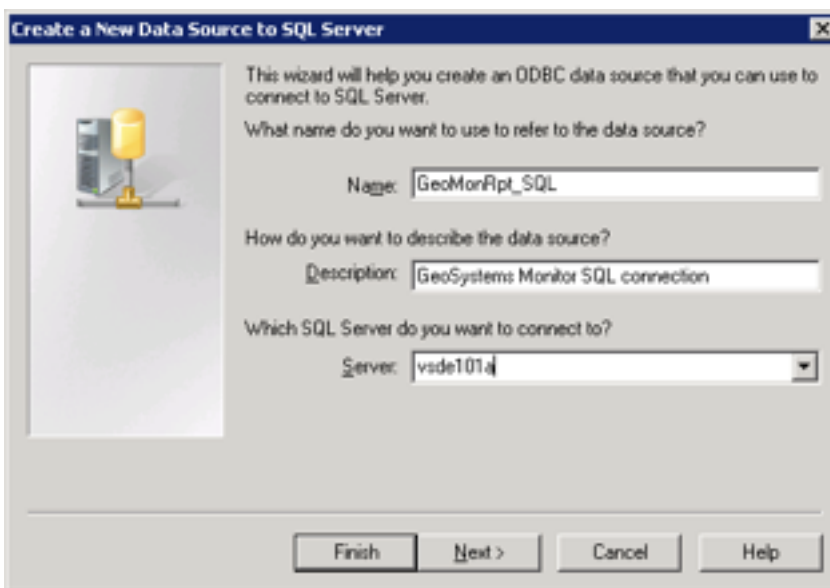 Create a New Data Source to SQL Server
This wizard will help you create an ODBC data source that you can use to
connect to SQL Server.
What name do you want to use to refer to the data source?
Name: GeoMonRpt_SQL
How do you want to describe the data source?
Description: GeoSystems Monitor SQL connection
Which SQL Server do you want to connect to?
Server: vsde101a
Finish Next > Cancel Help